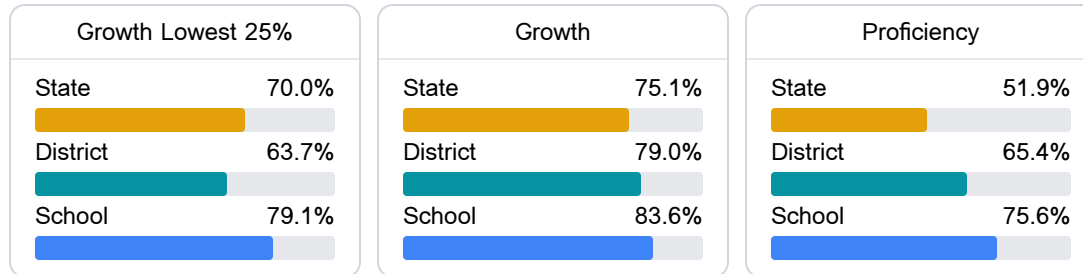 Growth Lowest 25%
State 70.0%
District 63.7%
School 79.1%
Growth
State 75.1%
District 79.0%
School 83.6%
Proficiency
State 51.9%
District 65.4%
School 75.6%